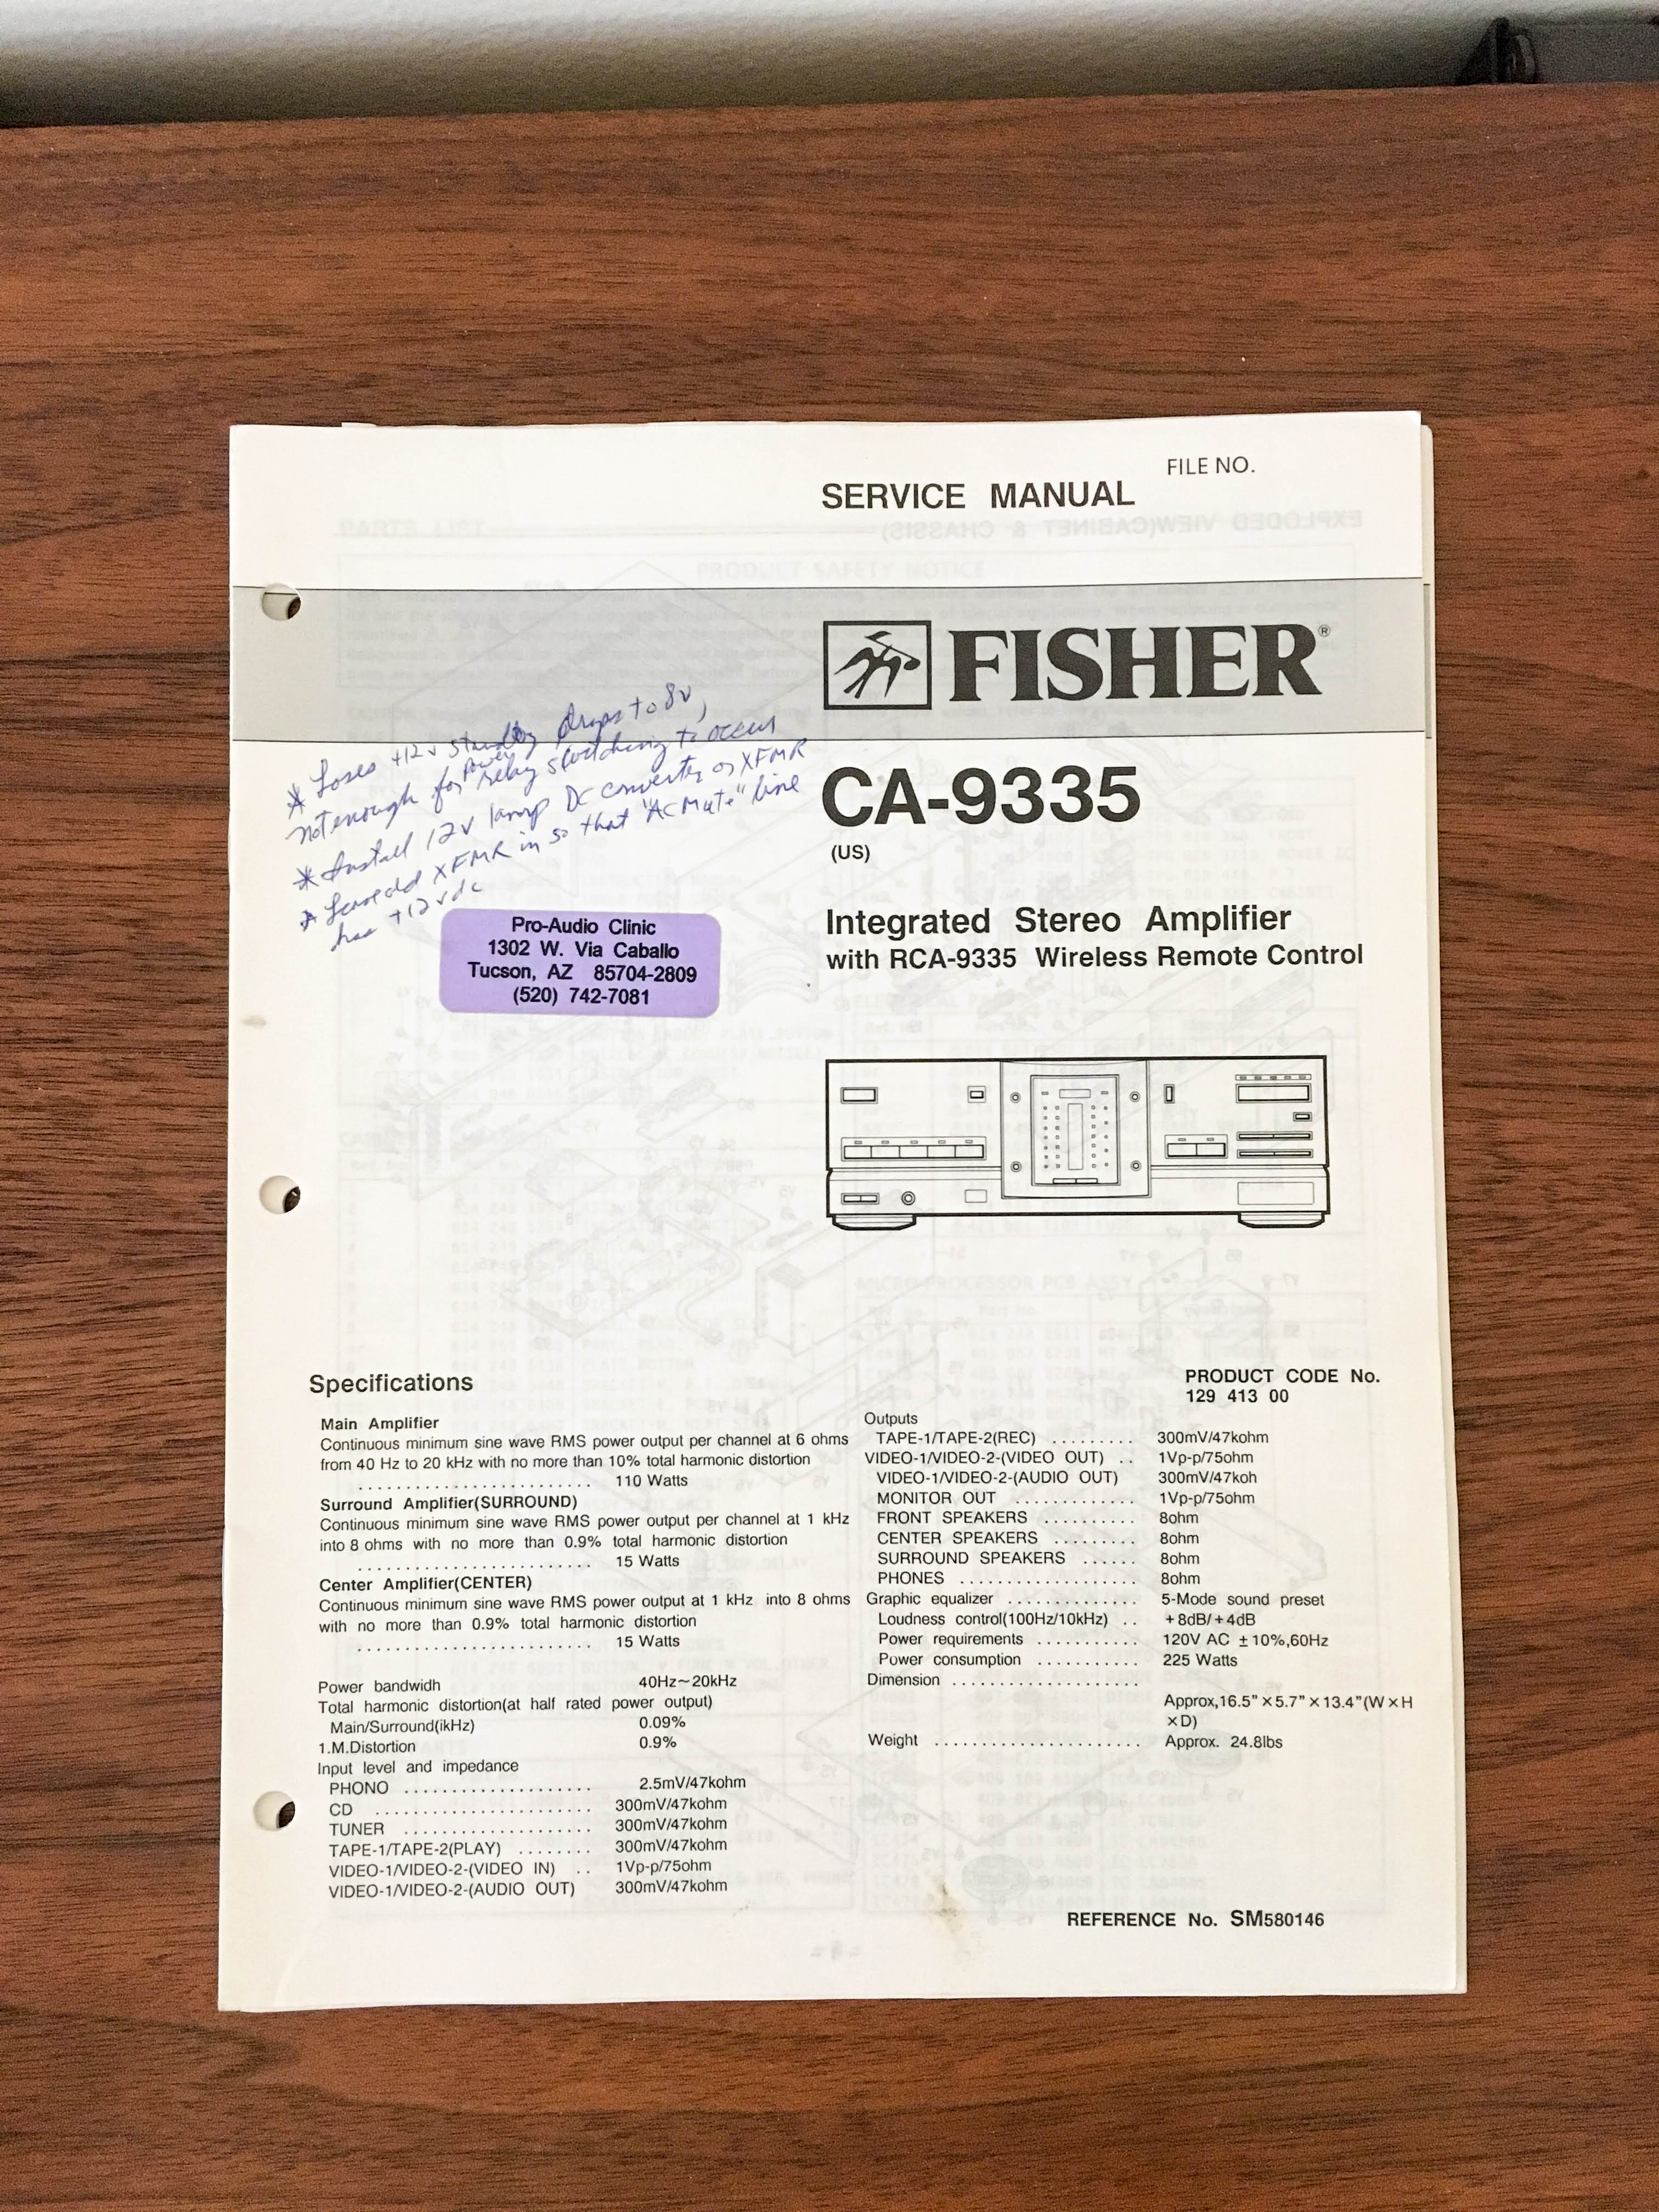 FILE NO.
SERVICE MANUAL
FISHER®
* Loses +12v standby drops to 8v,
not enough for power relay switching to occur
* Install 12v lamp DC converter or XFMR
* Leave old XFMR in so that "AC Mute" line
has +12vdc
CA-9335
(US)
Integrated Stereo Amplifier
with RCA-9335 Wireless Remote Control
Pro-Audio Clinic
1302 W. Via Caballo
Tucson, AZ 85704-2809
(520) 742-7081
Specifications
Main Amplifier
Continuous minimum sine wave RMS power output per channel at 6 ohms
from 40 Hz to 20 kHz with no more than 10% total harmonic distortion
. . . . . . . . . . . . . . . . . . . . . . . . . 110 Watts
Surround Amplifier(SURROUND)
Continuous minimum sine wave RMS power output per channel at 1 kHz
into 8 ohms with no more than 0.9% total harmonic distortion
. . . . . . . . . . . . . . . . . . . . . . . . . 15 Watts
Center Amplifier(CENTER)
Continuous minimum sine wave RMS power output at 1 kHz into 8 ohms
with no more than 0.9% total harmonic distortion
. . . . . . . . . . . . . . . . . . . . . . . . . 15 Watts
Power bandwidh 40Hz~20kHz
Total harmonic distortion(at half rated power output)
Main/Surround(ikHz) 0.09%
1.M.Distortion 0.9%
Input level and impedance
PHONO . . . . . . . . . . . . . . . . . . . . 2.5mV/47kohm
CD . . . . . . . . . . . . . . . . . . . . . . . 300mV/47kohm
TUNER . . . . . . . . . . . . . . . . . . . . 300mV/47kohm
TAPE-1/TAPE-2(PLAY) . . . . . . . . 300mV/47kohm
VIDEO-1/VIDEO-2-(VIDEO IN) . . 1Vp-p/75ohm
VIDEO-1/VIDEO-2-(AUDIO OUT) 300mV/47kohm
PRODUCT CODE No.
129 413 00
Outputs
TAPE-1/TAPE-2(REC) . . . . . . . . . 300mV/47kohm
VIDEO-1/VIDEO-2-(VIDEO OUT) . . 1Vp-p/75ohm
VIDEO-1/VIDEO-2-(AUDIO OUT) 300mV/47koh
MONITOR OUT . . . . . . . . . . . . . 1Vp-p/75ohm
FRONT SPEAKERS . . . . . . . . . . 8ohm
CENTER SPEAKERS . . . . . . . . . 8ohm
SURROUND SPEAKERS . . . . . . 8ohm
PHONES . . . . . . . . . . . . . . . . . . . 8ohm
Graphic equalizer . . . . . . . . . . . . . . 5-Mode sound preset
Loudness control(100Hz/10kHz) . . +8dB/+4dB
Power requirements . . . . . . . . . . . 120V AC ±10%,60Hz
Power consumption . . . . . . . . . . . 225 Watts
Dimension . . . . . . . . . . . . . . . . . . . .
Approx,16.5”×5.7”×13.4”(W×H
×D)
Weight . . . . . . . . . . . . . . . . . . . . . . Approx. 24.8lbs
REFERENCE No. SM580146